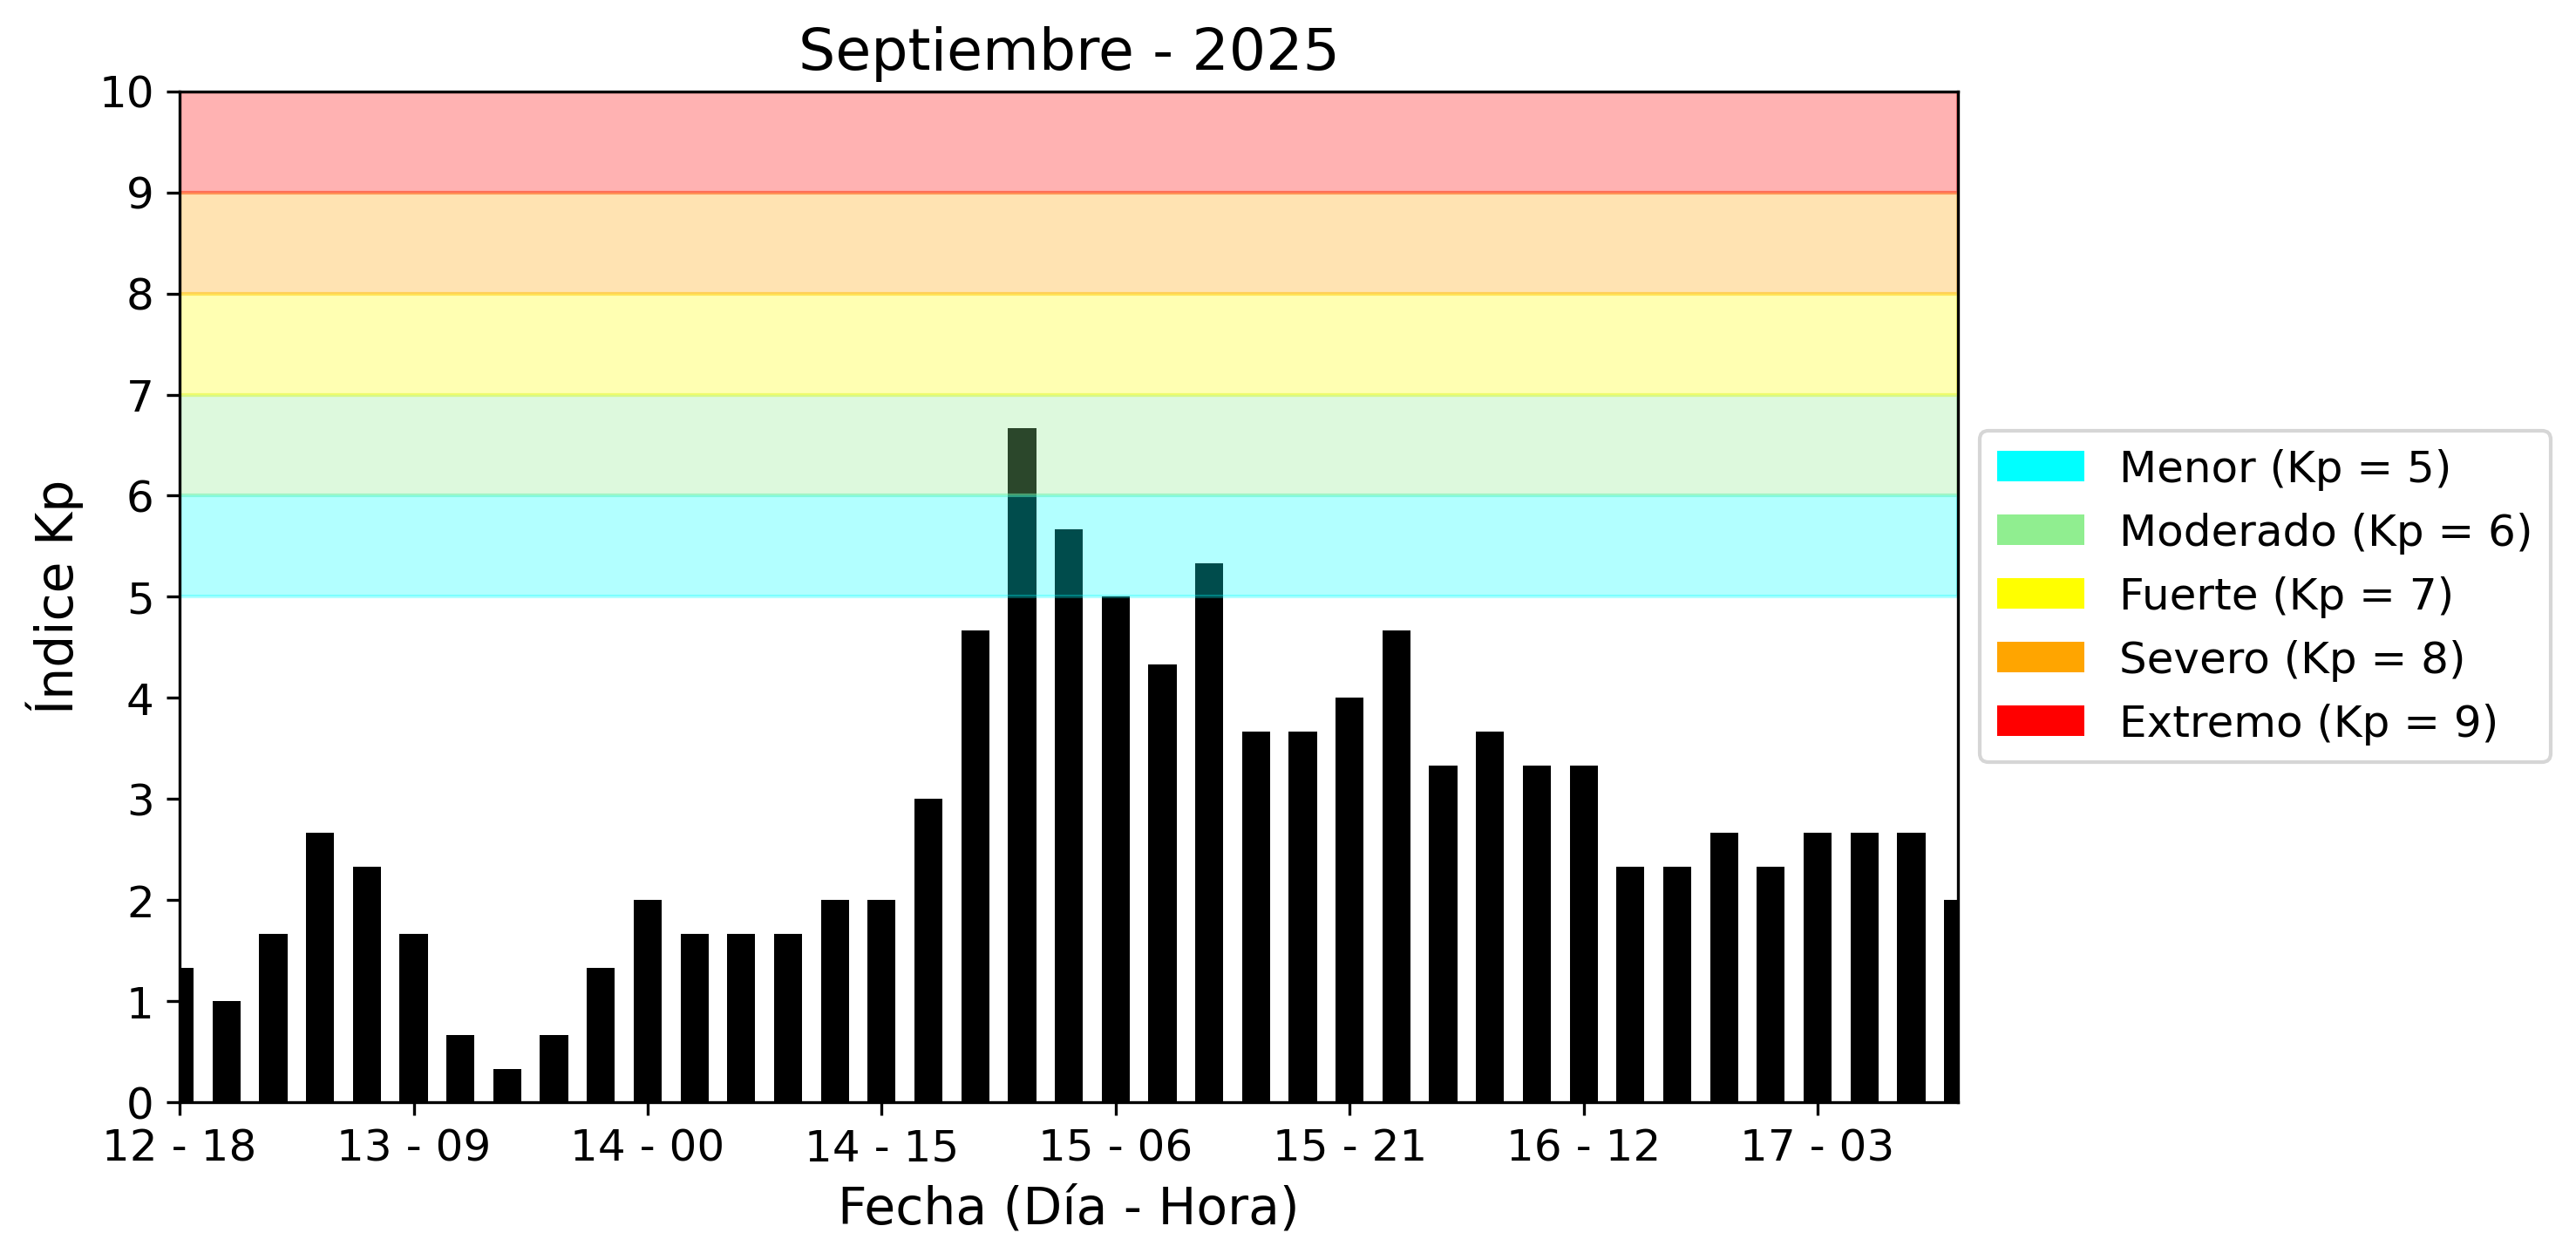 Septiembre - 2025
10
9
8
7
6
5
4
3
2
1
0
Índice Kp
12 - 18
13 - 09
14 - 00
14 - 15
15 - 06
15 - 21
16 - 12
17 - 03
Fecha (Día - Hora)
Menor (Kp = 5)
Moderado (Kp = 6)
Fuerte (Kp = 7)
Severo (Kp = 8)
Extremo (Kp = 9)